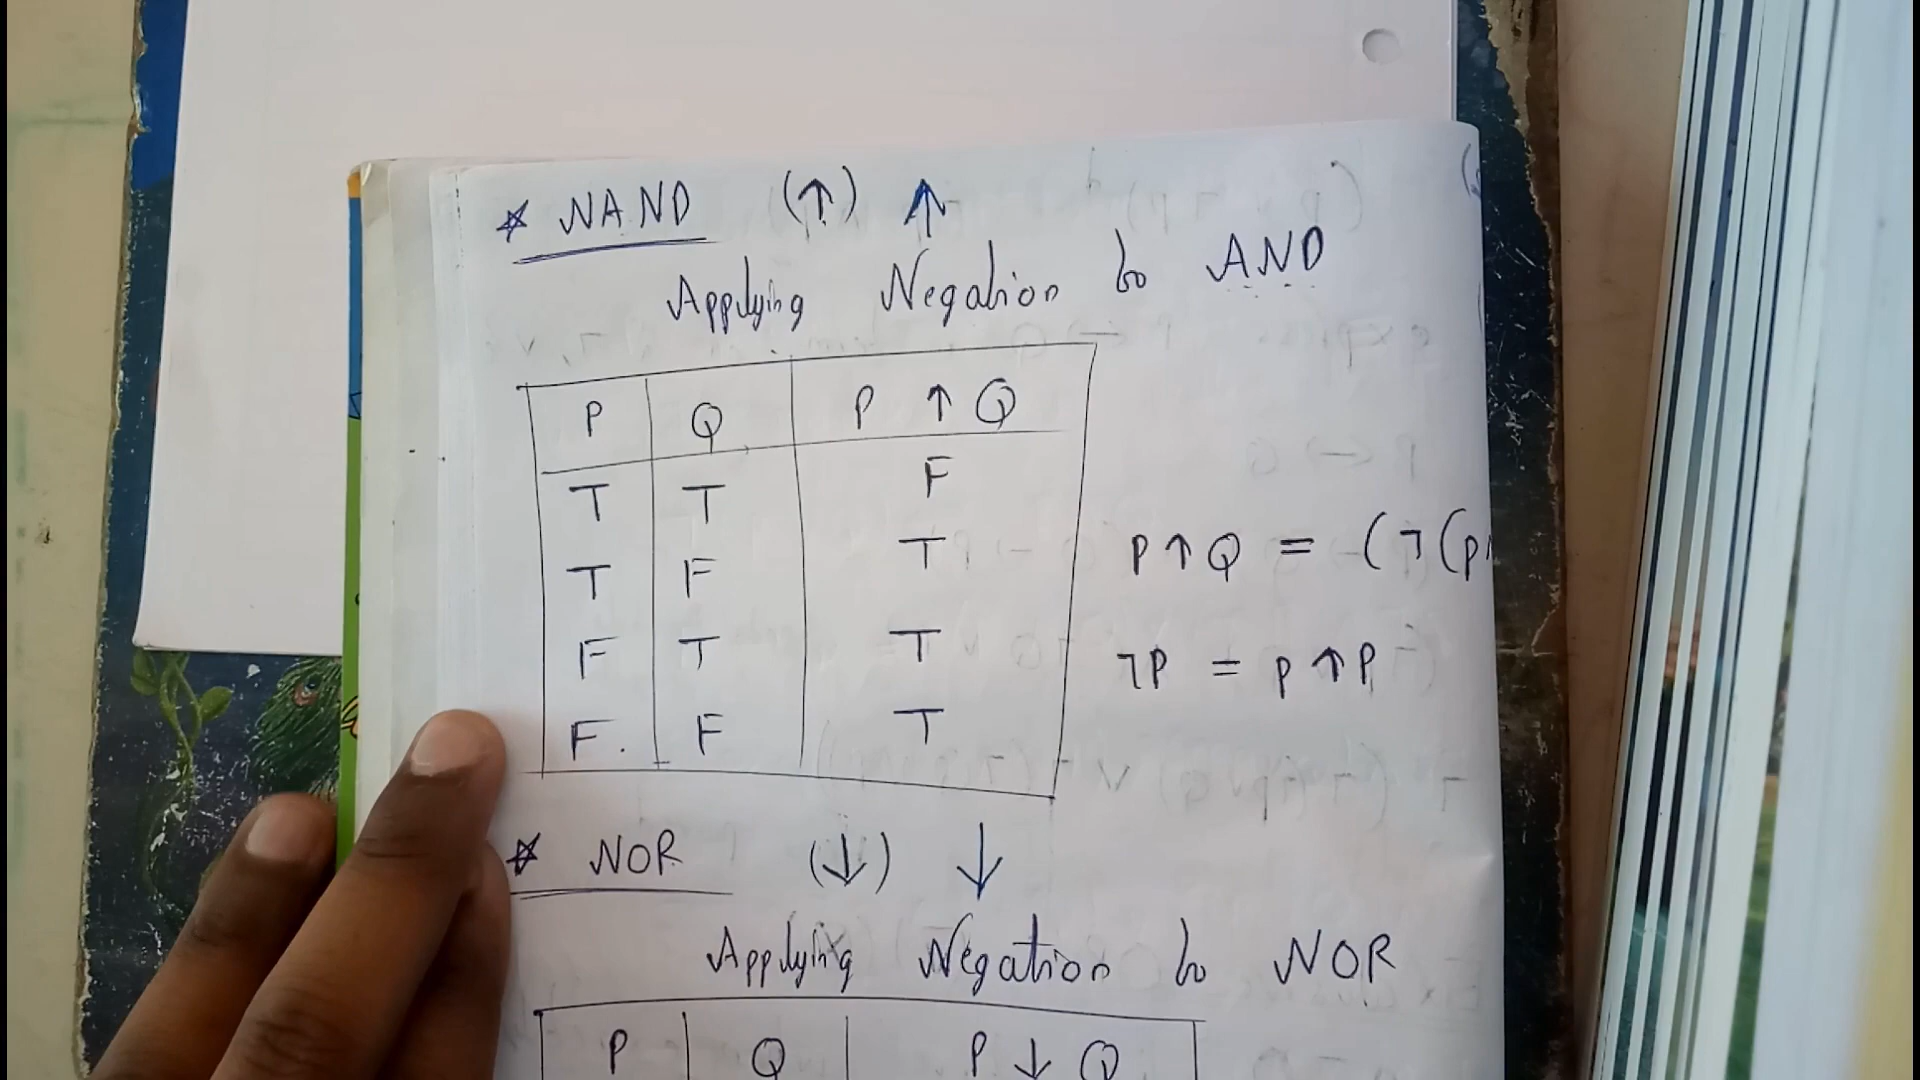 * NAND (↑) ↑
Applying Negation to AND
P Q P ↑ Q
T T F
T F T
F T T
F. F T
P ↑ Q = (¬(P
¬P = P ↑ P
* NOR (↓) ↓
Applying Negation to NOR
P Q P ↓ Q